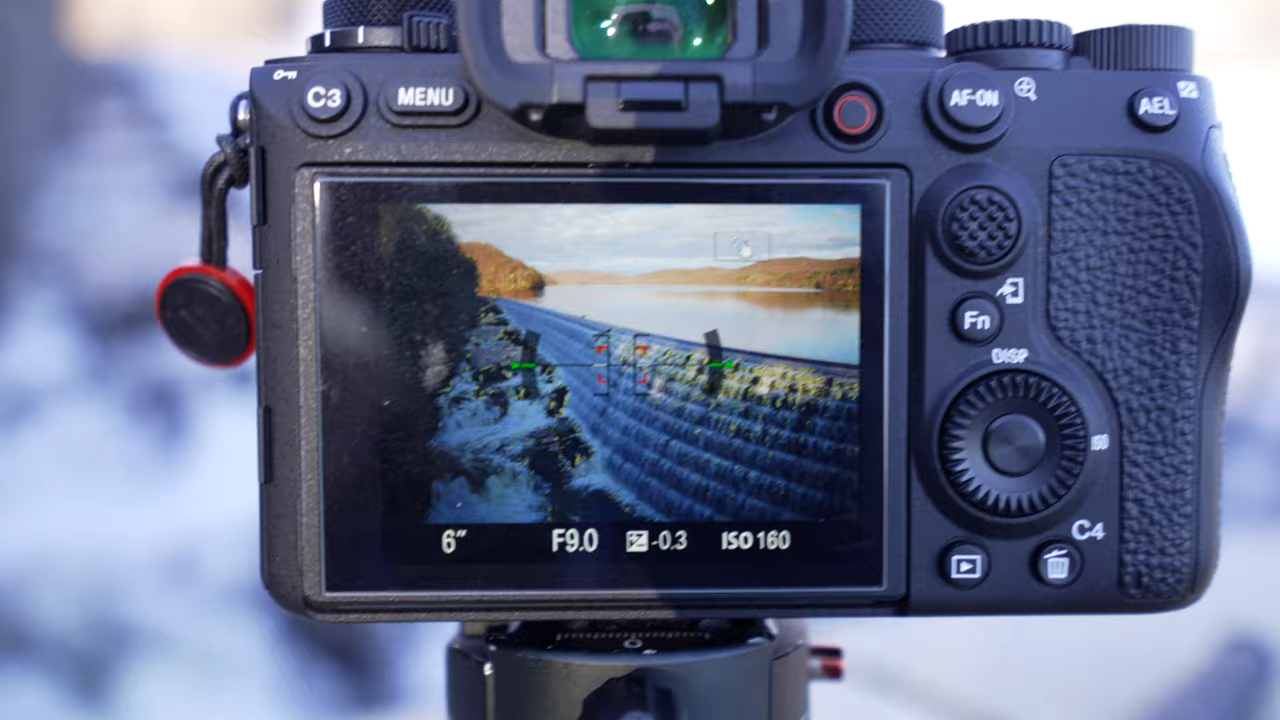 C3 MENU AF-ON AEL
Fn
DISP
ISO
6" F9.0 -0.3 ISO 160
C4